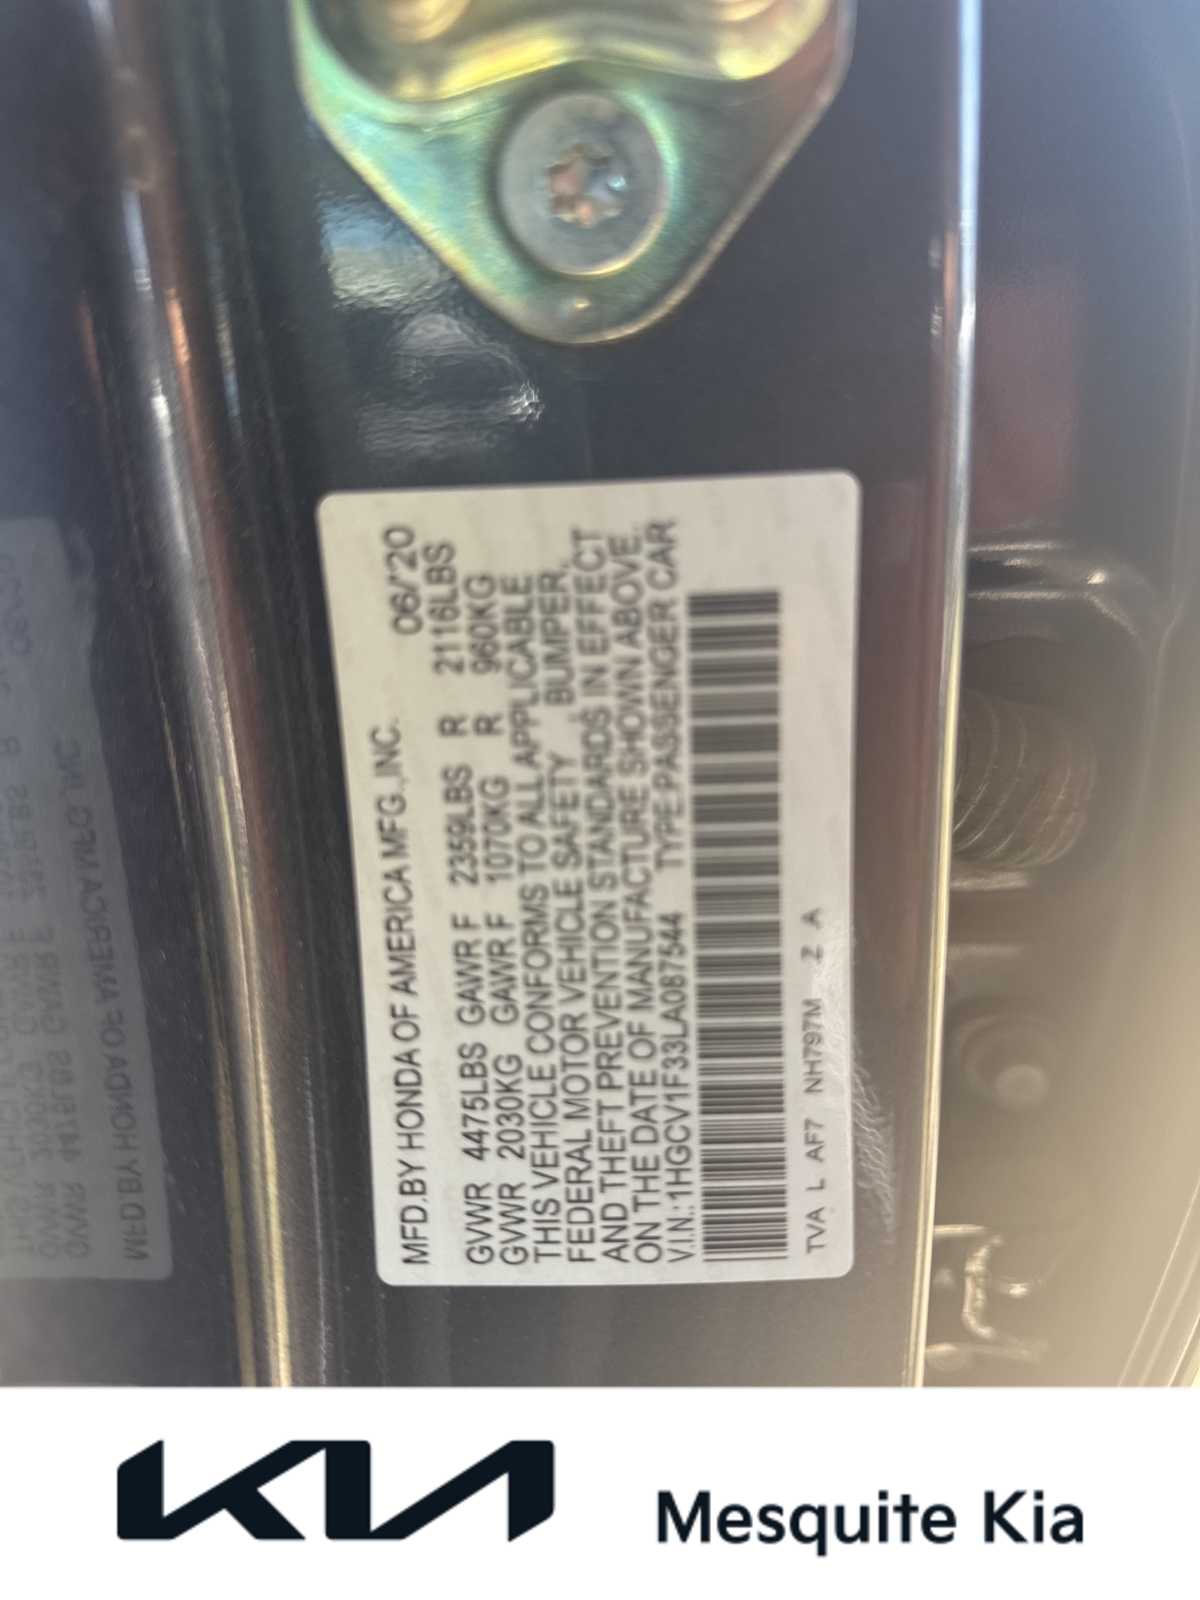 MFD. BY HONDA OF AMERICA MFG., INC. 06/'20
GVWR 4475LBS GAWR F 2359LBS R 2116LBS
GVWR 2030KG GAWR F 1070KG R 960KG
THIS VEHICLE CONFORMS TO ALL APPLICABLE
FEDERAL MOTOR VEHICLE SAFETY, BUMPER,
AND THEFT PREVENTION STANDARDS IN EFFECT
ON THE DATE OF MANUFACTURE SHOWN ABOVE.
V.I.N.:1HGCV1F33LA087544 TYPE:PASSENGER CAR
TVA L AF7 NH797M Z A
KIA Mesquite Kia